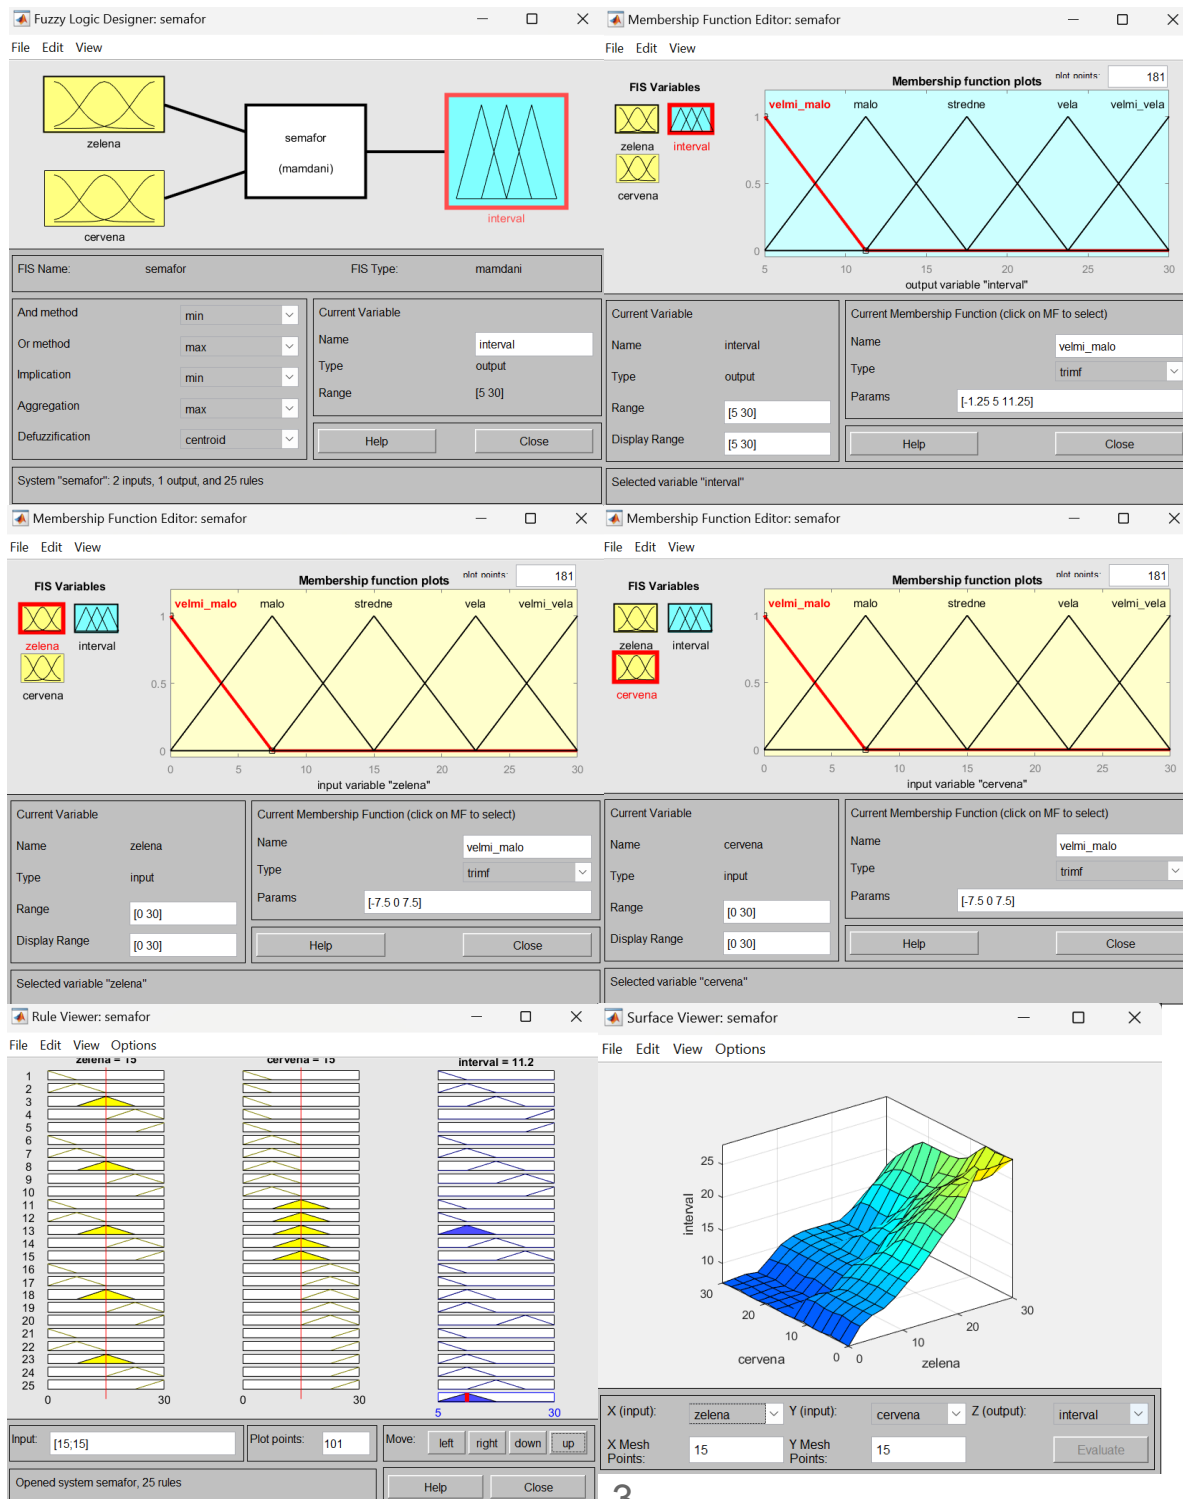 Fuzzy Logic Designer: semafor
File Edit View
zelena
cervena
semafor
(mamdani)
interval
FIS Name: semafor FIS Type: mamdani
And method min
Or method max
Implication min
Aggregation max
Defuzzification centroid
Current Variable
Name interval
Type output
Range [5 30]
Help Close
System "semafor": 2 inputs, 1 output, and 25 rules
Membership Function Editor: semafor
File Edit View
FIS Variables
zelena interval
cervena
Membership function plots plot points: 181
velmi_malo malo stredne vela velmi_vela
1
0.5
0
5 10 15 20 25 30
output variable "interval"
Current Variable
Name interval
Type output
Range [5 30]
Display Range [5 30]
Current Membership Function (click on MF to select)
Name velmi_malo
Type trimf
Params [-1.25 5 11.25]
Help Close
Selected variable "interval"
Membership Function Editor: semafor
File Edit View
FIS Variables
zelena interval
cervena
Membership function plots plot points: 181
velmi_malo malo stredne vela velmi_vela
1
0.5
0
0 5 10 15 20 25 30
input variable "zelena"
Current Variable
Name zelena
Type input
Range [0 30]
Display Range [0 30]
Current Membership Function (click on MF to select)
Name velmi_malo
Type trimf
Params [-7.5 0 7.5]
Help Close
Selected variable "zelena"
Membership Function Editor: semafor
File Edit View
FIS Variables
zelena interval
cervena
Membership function plots plot points: 181
velmi_malo malo stredne vela velmi_vela
1
0.5
0
0 5 10 15 20 25 30
input variable "cervena"
Current Variable
Name cervena
Type input
Range [0 30]
Display Range [0 30]
Current Membership Function (click on MF to select)
Name velmi_malo
Type trimf
Params [-7.5 0 7.5]
Help Close
Selected variable "cervena"
Rule Viewer: semafor
File Edit View Options
zelena = 15 cervena = 15 interval = 11.2
1
2
3
4
5
6
7
8
9
10
11
12
13
14
15
16
17
18
19
20
21
22
23
24
25
0 30 0 30
5 30
Input: [15;15] Plot points: 101 Move: left right down up
Opened system semafor, 25 rules Help Close
Surface Viewer: semafor
File Edit View Options
25
20
15
10
interval
30
20
10
0
cervena
0
10
20
30
zelena
X (input): zelena Y (input): cervena Z (output): interval
X Mesh Points: 15 Y Mesh Points: 15 Evaluate